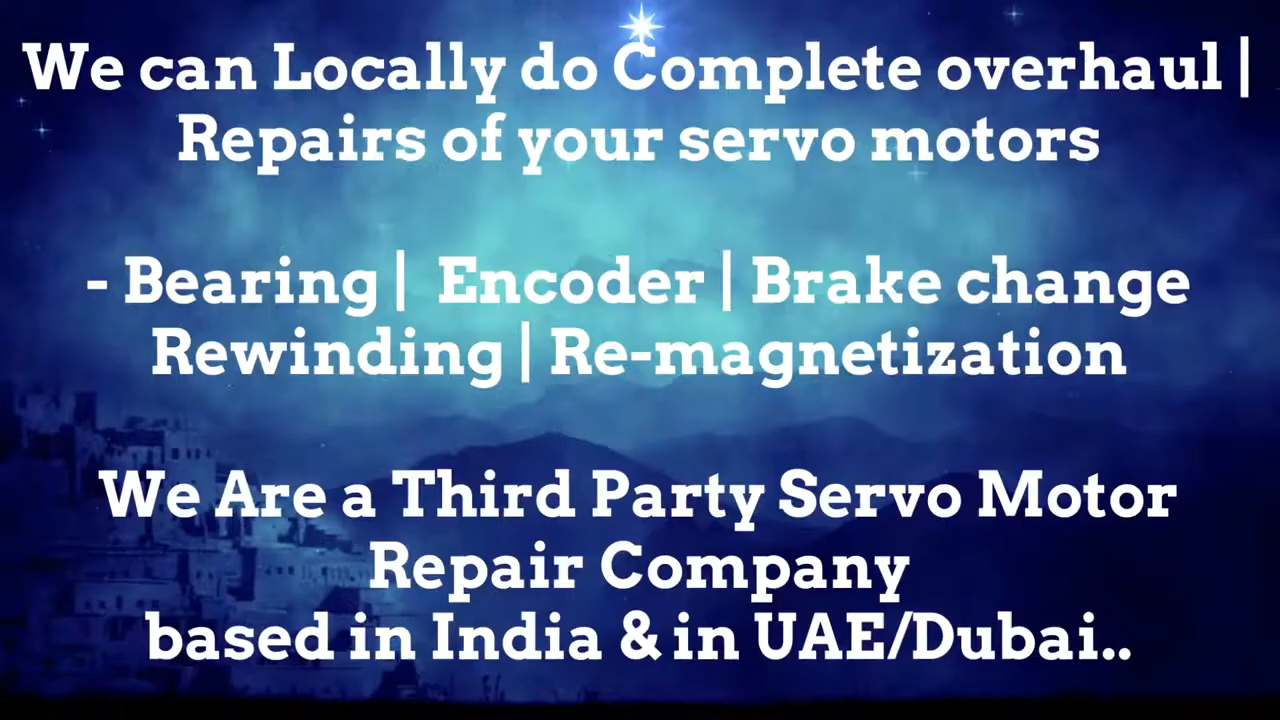 We can Locally do Complete overhaul |
Repairs of your servo motors
- Bearing | Encoder | Brake change
Rewinding | Re-magnetization
We Are a Third Party Servo Motor
Repair Company
based in India & in UAE/Dubai..